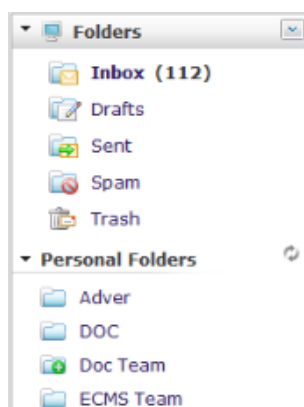 Folders
Inbox (112)
Drafts
Sent
Spam
Trash
Personal Folders
Adver
DOC
Doc Team
ECMS Team